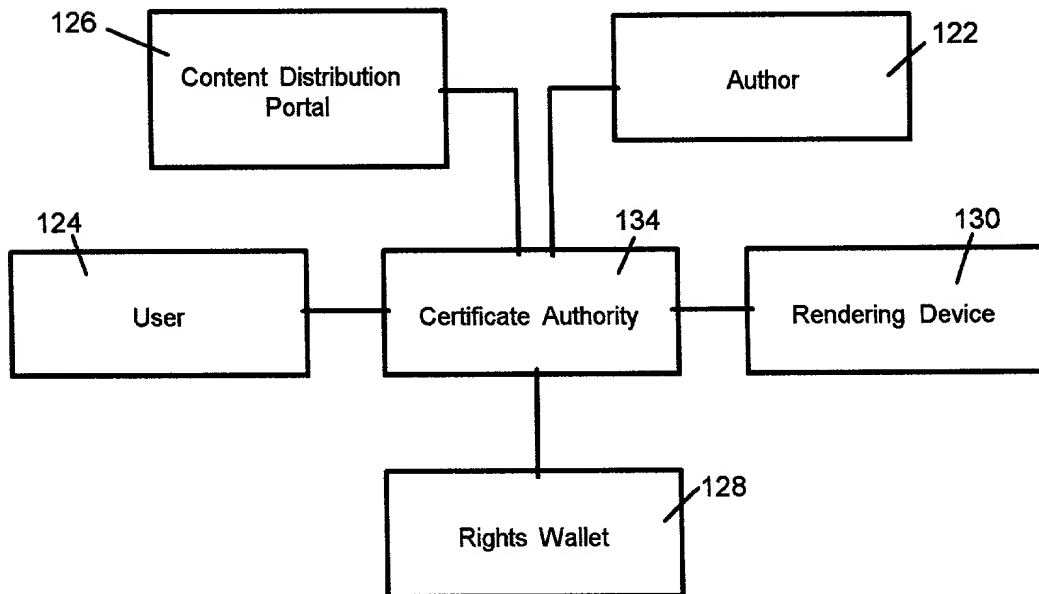 126
Content Distribution
Portal
122
Author
124
User
134
Certificate Authority
130
Rendering Device
128
Rights Wallet